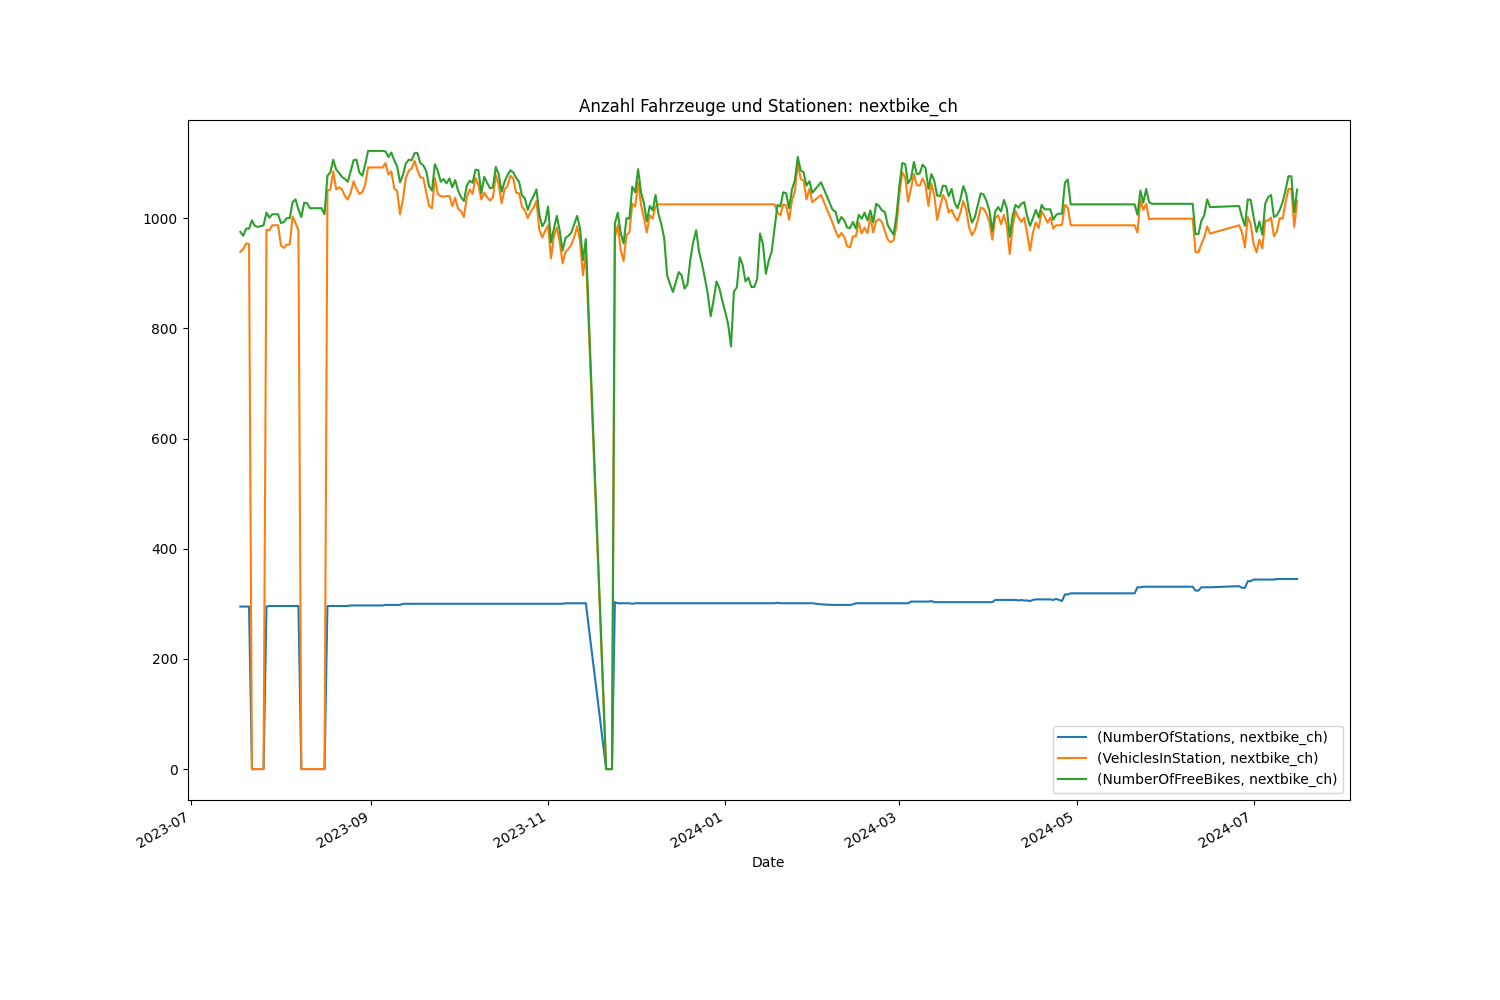 Anzahl Fahrzeuge und Stationen: nextbike_ch
1000
800
600
400
200
0
(NumberOfStations, nextbike_ch)
(VehiclesInStation, nextbike_ch)
(NumberOfFreeBikes, nextbike_ch)
2023-07
2023-09
2023-11
2024-01
2024-03
2024-05
2024-07
Date